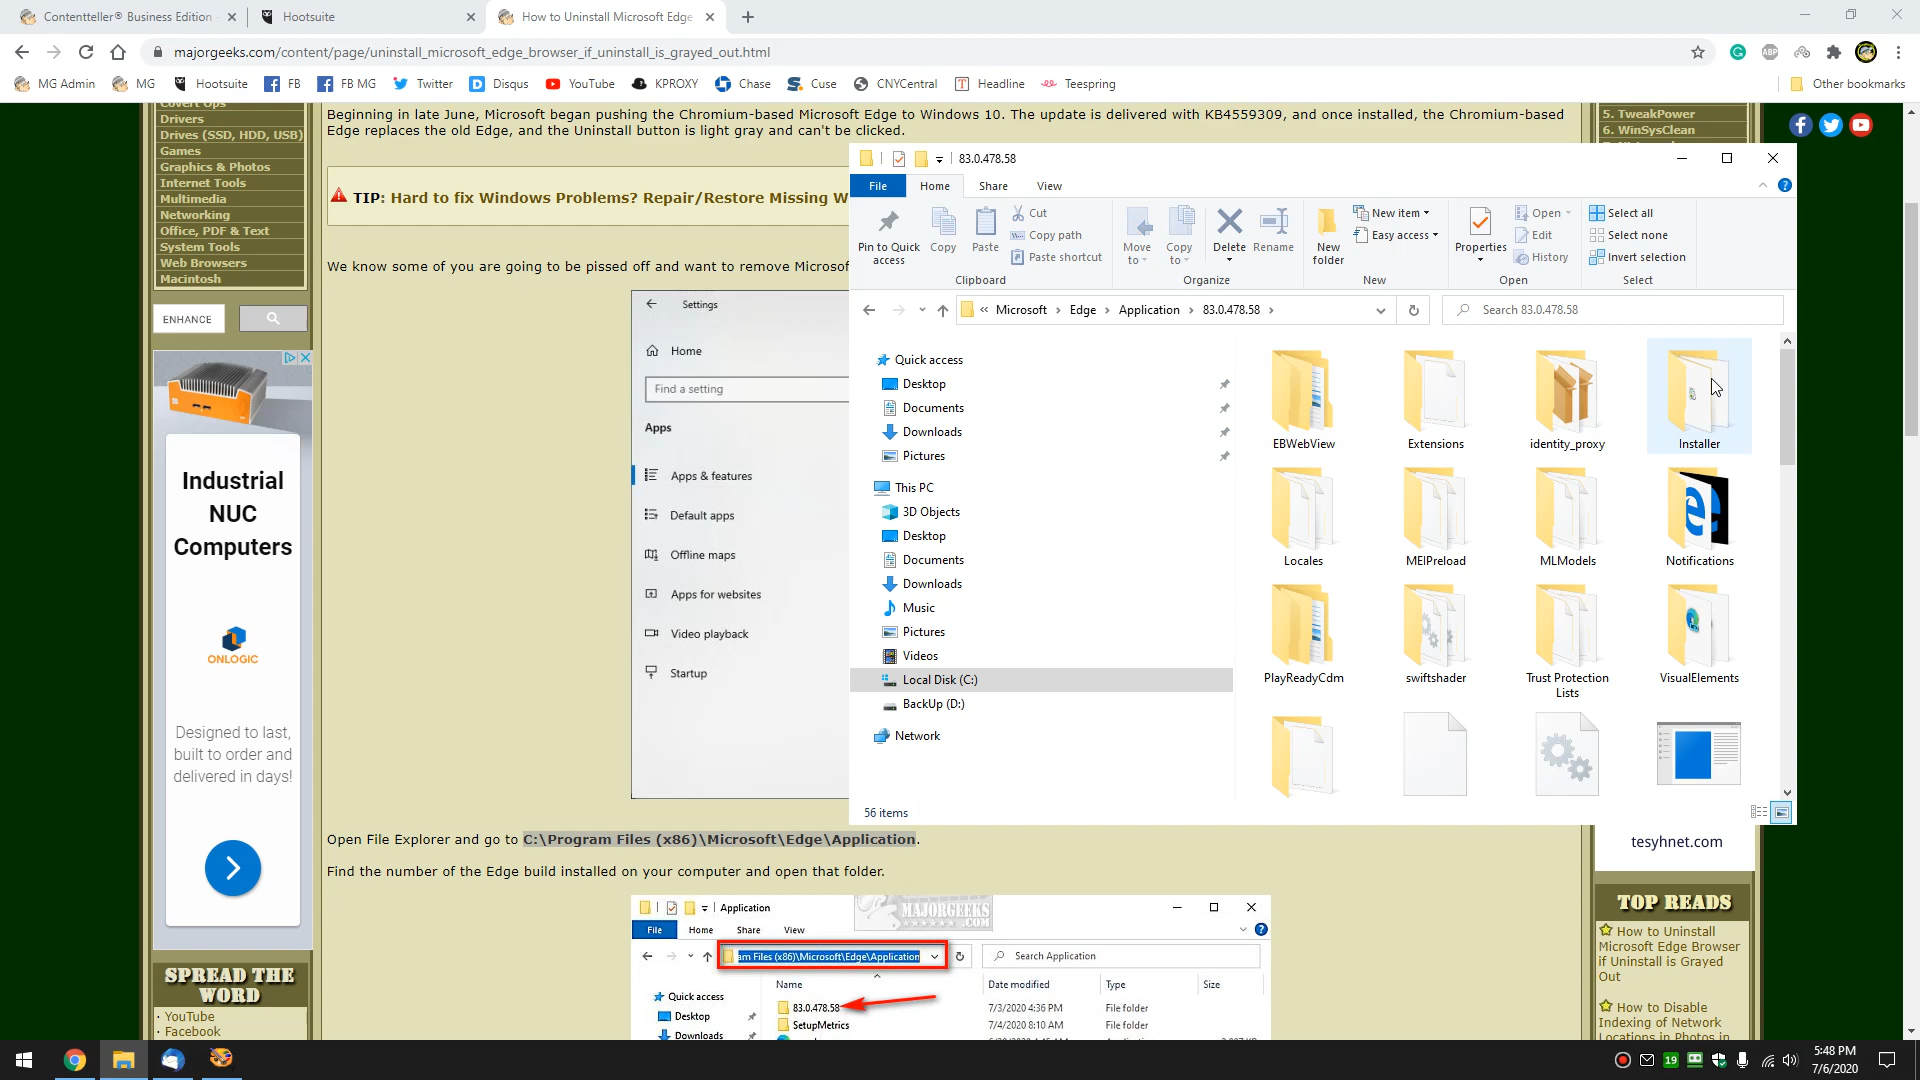 Contentteller® Business Edition
Hootsuite
How to Uninstall Microsoft Edge
majorgeeks.com/content/page/uninstall_microsoft_edge_browser_if_uninstall_is_grayed_out.html
MG Admin
MG
Hootsuite
FB
FB MG
Twitter
Disqus
YouTube
KPROXY
Chase
Cuse
CNYCentral
Headline
Teespring
Other bookmarks
Covert Ops
Drivers
Drives (SSD, HDD, USB)
Games
Graphics & Photos
Internet Tools
Multimedia
Networking
Office, PDF & Text
System Tools
Web Browsers
Macintosh
ENHANCE
Industrial
NUC
Computers
ONLOGIC
Designed to last,
built to order and
delivered in days!
SPREAD THE
WORD
· YouTube
· Facebook
Beginning in late June, Microsoft began pushing the Chromium-based Microsoft Edge to Windows 10. The update is delivered with KB4559309, and once installed, the Chromium-based
Edge replaces the old Edge, and the Uninstall button is light gray and can't be clicked.
TIP: Hard to fix Windows Problems? Repair/Restore Missing W
We know some of you are going to be pissed off and want to remove Microsof
Settings
Home
Find a setting
Apps
Apps & features
Default apps
Offline maps
Apps for websites
Video playback
Startup
83.0.478.58
File
Home
Share
View
Pin to Quick
access
Copy
Paste
Cut
Copy path
Paste shortcut
Clipboard
Move
to
Copy
to
Delete
Rename
Organize
New
folder
New item
Easy access
New
Properties
Open
Edit
History
Open
Select all
Select none
Invert selection
Select
« Microsoft › Edge › Application › 83.0.478.58 ›
Search 83.0.478.58
Quick access
Desktop
Documents
Downloads
Pictures
This PC
3D Objects
Desktop
Documents
Downloads
Music
Pictures
Videos
Local Disk (C:)
BackUp (D:)
Network
EBWebView
Extensions
identity_proxy
Installer
Locales
MEIPreload
MLModels
Notifications
PlayReadyCdm
swiftshader
Trust Protection
Lists
VisualElements
56 items
Open File Explorer and go to C:\Program Files (x86)\Microsoft\Edge\Application.
Find the number of the Edge build installed on your computer and open that folder.
Application
MAJORGEEKS
.COM
File
Home
Share
View
am Files (x86)\Microsoft\Edge\Application
Search Application
Name
Date modified
Type
Size
Quick access
Desktop
Downloads
83.0.478.58
7/3/2020 4:36 PM
File folder
SetupMetrics
7/4/2020 8:10 AM
File folder
5. TweakPower
6. WinSysClean
tesyhnet.com
TOP READS
How to Uninstall
Microsoft Edge Browser
if Uninstall is Grayed
Out
How to Disable
Indexing of Network
Locations in Photos in
19
5:48 PM
7/6/2020